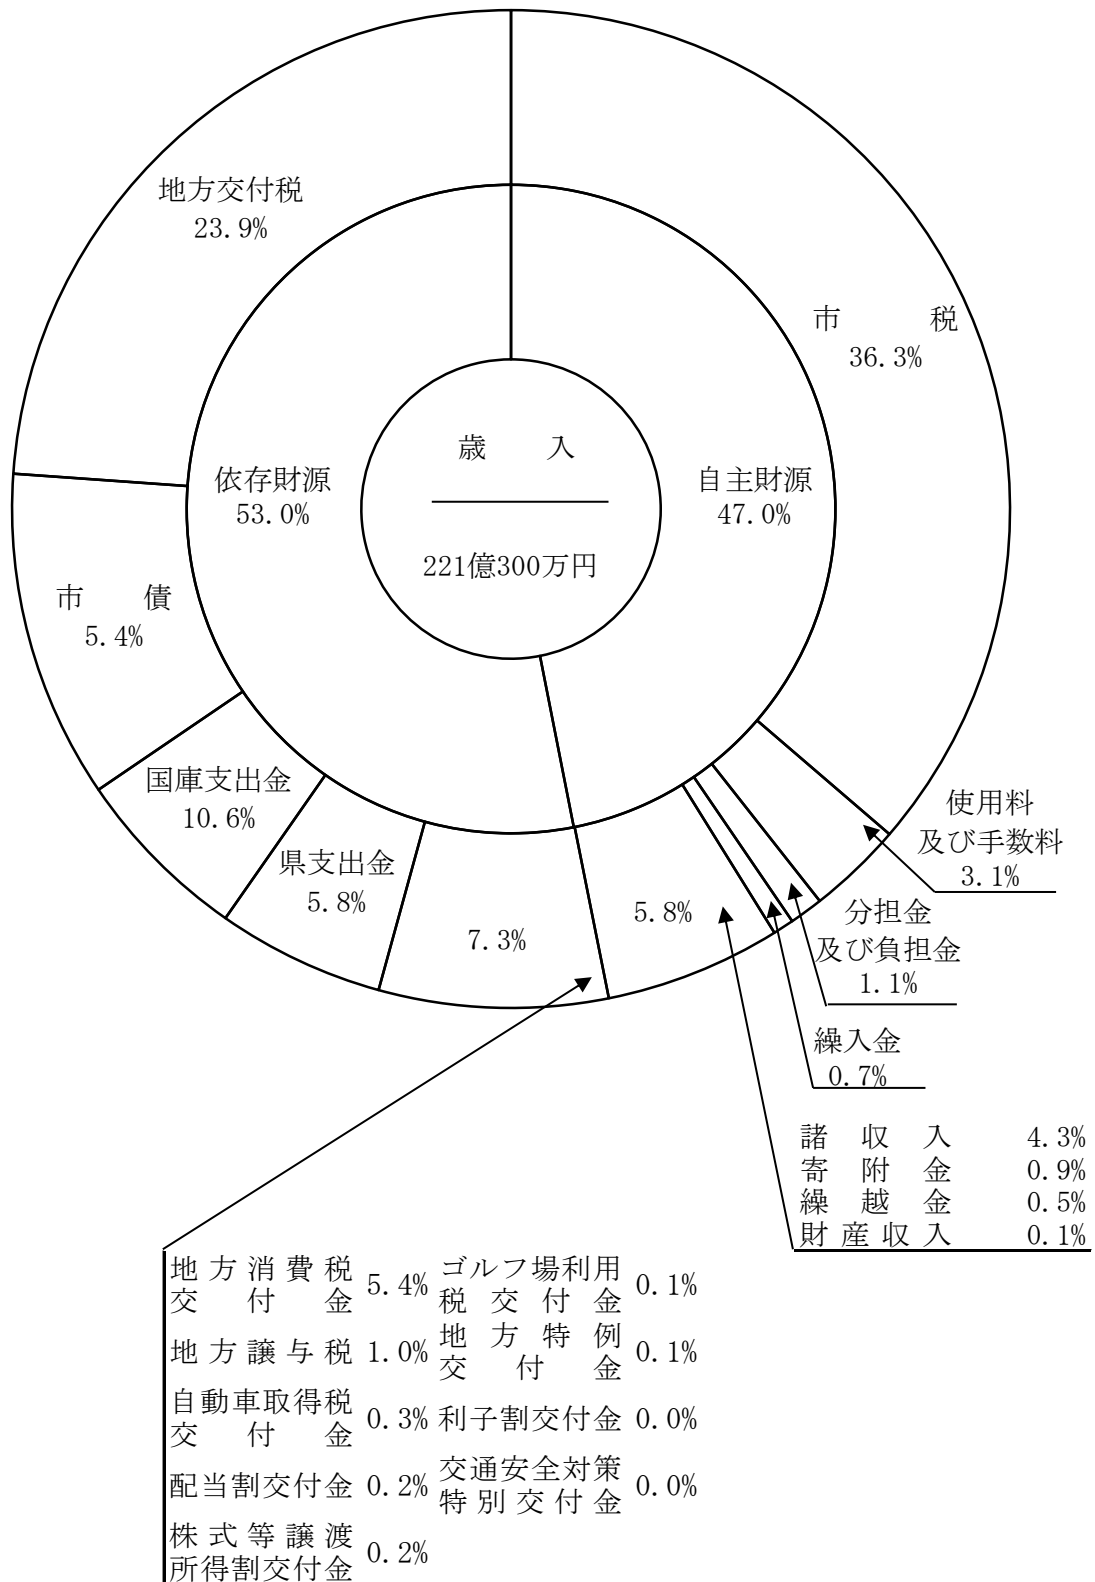 地方交付税
23.9%
市　　税
36.3%
歳　入
221億300万円
依存財源
53.0%
自主財源
47.0%
市　債
5.4%
国庫支出金
10.6%
県支出金
5.8%
7.3%
5.8%
使用料
及び手数料
3.1%
分担金
及び負担金
1.1%
繰入金
0.7%
諸収入 4.3%
寄附金 0.9%
繰越金 0.5%
財産収入 0.1%
地方消費税
交付金 5.4%
ゴルフ場利用
税交付金 0.1%
地方譲与税 1.0%
地方特例
交付金 0.1%
自動車取得税
交付金 0.3%
利子割交付金 0.0%
配当割交付金 0.2%
交通安全対策
特別交付金 0.0%
株式等譲渡
所得割交付金 0.2%